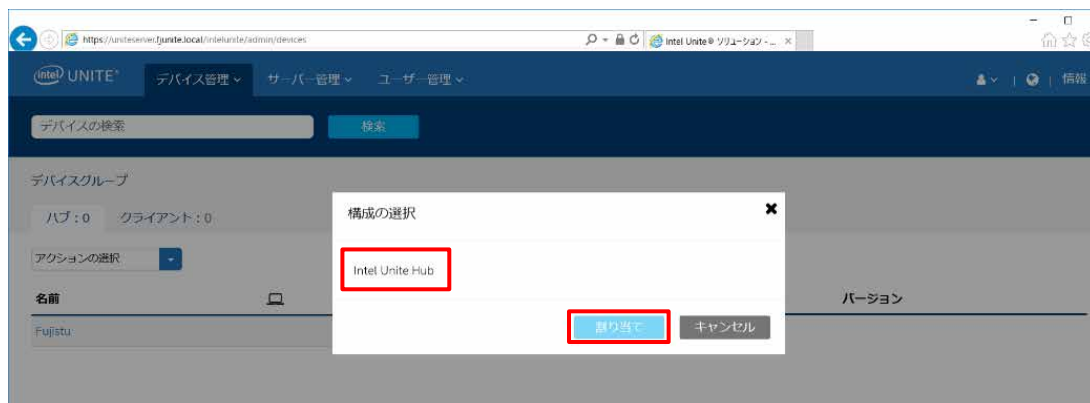 https://uniteserver.fjunite.local/intelunite/admin/devices
Intel Unite® ソリューション - ...
intel UNITE
デバイス管理
サーバー管理
ユーザー管理
情報
デバイスの検索
検索
デバイスグループ
ハブ : 0
クライアント : 0
構成の選択
アクションの選択
Intel Unite Hub
名前
バージョン
割り当て
キャンセル
Fujistu